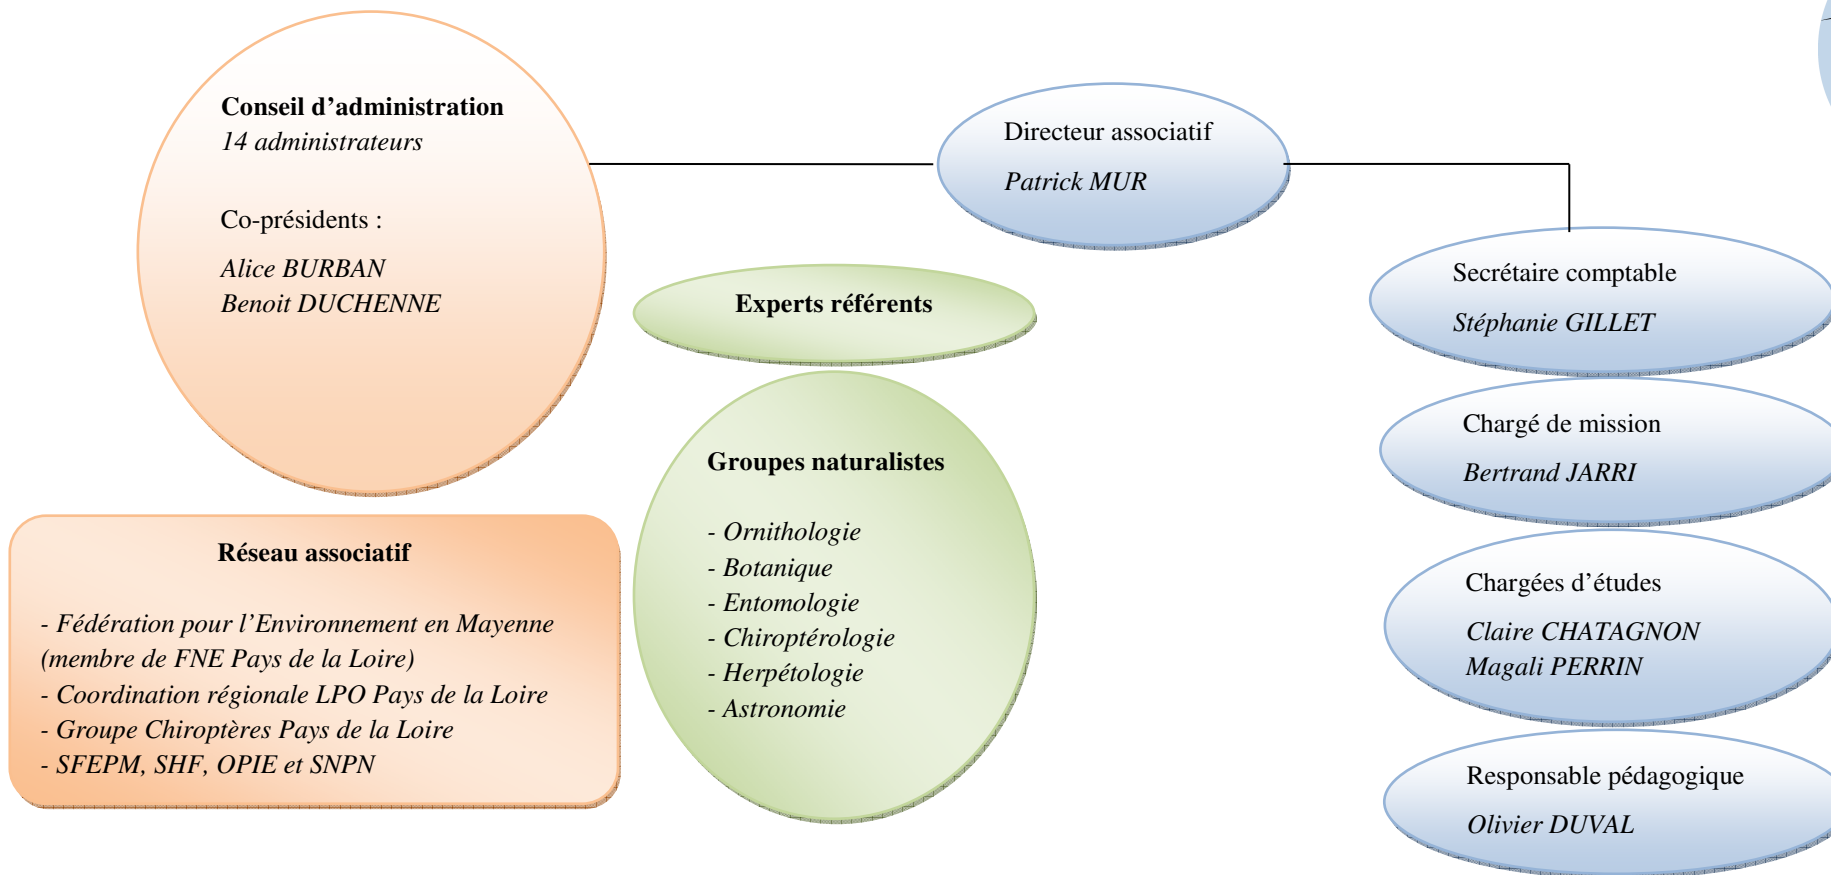 Conseil d’administration
14 administrateurs
Co-présidents :
Alice BURBAN
Benoit DUCHENNE
Directeur associatif
Patrick MUR
Experts référents
Groupes naturalistes
- Ornithologie
- Botanique
- Entomologie
- Chiroptérologie
- Herpétologie
- Astronomie
Réseau associatif
- Fédération pour l’Environnement en Mayenne
(membre de FNE Pays de la Loire)
- Coordination régionale LPO Pays de la Loire
- Groupe Chiroptères Pays de la Loire
- SFEPM, SHF, OPIE et SNPN
Secrétaire comptable
Stéphanie GILLET
Chargé de mission
Bertrand JARRI
Chargées d’études
Claire CHATAGNON
Magali PERRIN
Responsable pédagogique
Olivier DUVAL